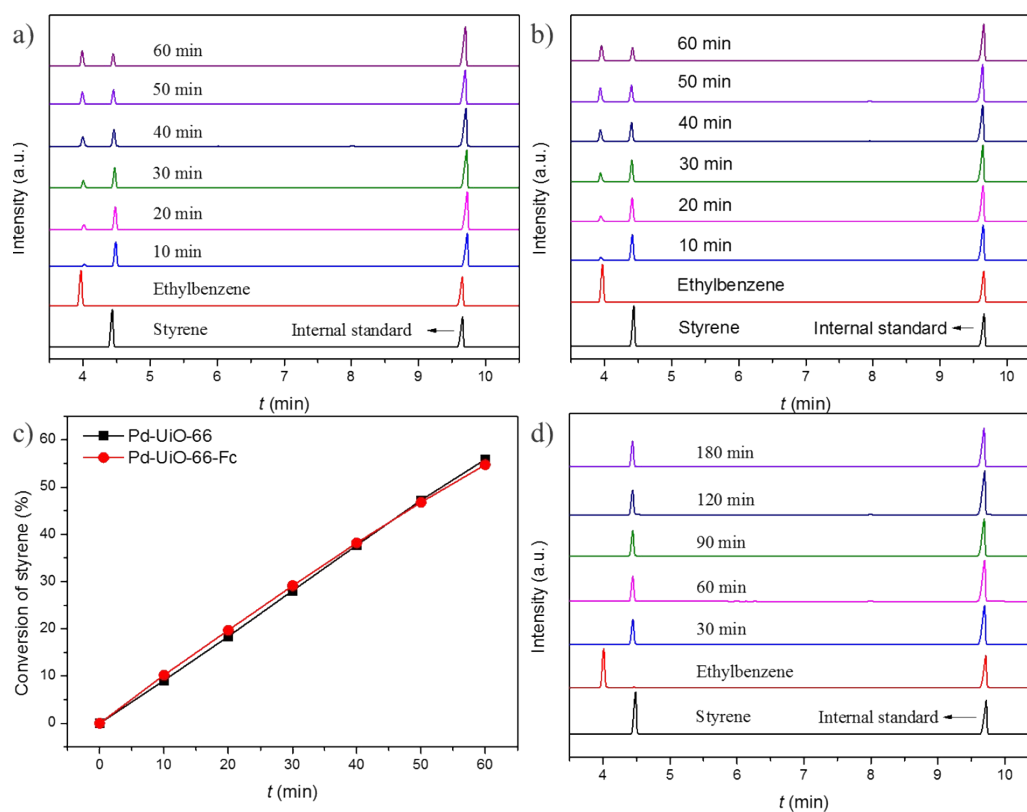 a)
60 min
50 min
40 min
30 min
20 min
10 min
Ethylbenzene
Styrene
Internal standard
Intensity (a.u.)
4 5 6 7 8 9 10
t (min)
b)
60 min
50 min
40 min
30 min
20 min
10 min
Ethylbenzene
Styrene
Internal standard
Intensity (a.u.)
4 5 6 7 8 9 10
t (min)
c)
Pd-UiO-66
Pd-UiO-66-Fc
Conversion of styrene (%)
60
50
40
30
20
10
0
0 10 20 30 40 50 60
t (min)
d)
180 min
120 min
90 min
60 min
30 min
Ethylbenzene
Styrene
Internal standard
Intensity (a.u.)
4 5 6 7 8 9 10
t (min)